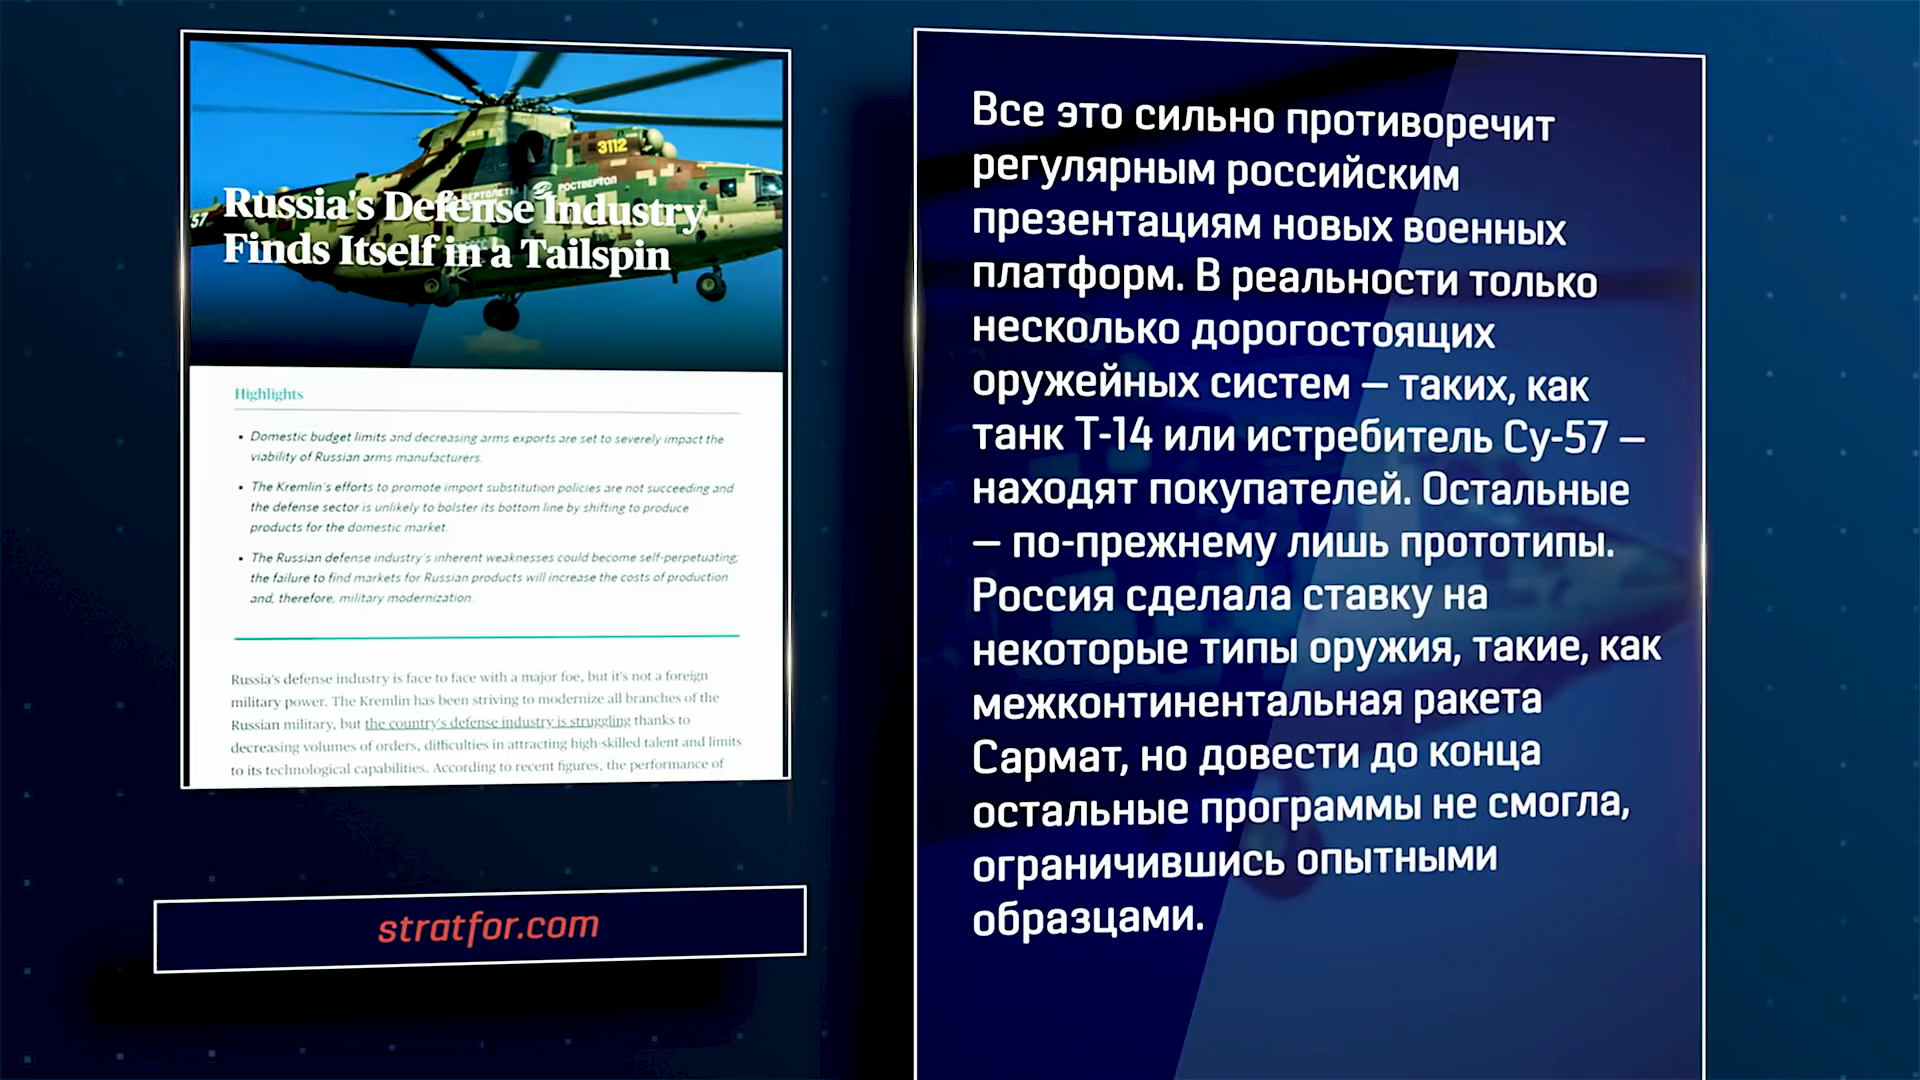 3112
ВЕРТОЛЕТЫ РОСТВЕРТОЛ
57
Russia's Defense Industry
Finds Itself in a Tailspin
Highlights
• Domestic budget limits and decreasing arms exports are set to severely impact the
viability of Russian arms manufacturers.
• The Kremlin's efforts to promote import substitution policies are not succeeding and
the defense sector is unlikely to bolster its bottom line by shifting to produce
products for the domestic market.
• The Russian defense industry's inherent weaknesses could become self-perpetuating;
the failure to find markets for Russian products will increase the costs of production
and, therefore, military modernization.
Russia's defense industry is face to face with a major foe, but it's not a foreign
military power. The Kremlin has been striving to modernize all branches of the
Russian military, but the country's defense industry is struggling thanks to
decreasing volumes of orders, difficulties in attracting high-skilled talent and limits
to its technological capabilities. According to recent figures, the performance of
stratfor.com
Все это сильно противоречит
регулярным российским
презентациям новых военных
платформ. В реальности только
несколько дорогостоящих
оружейных систем – таких, как
танк Т-14 или истребитель Су-57 –
находят покупателей. Остальные
– по-прежнему лишь прототипы.
Россия сделала ставку на
некоторые типы оружия, такие, как
межконтинентальная ракета
Сармат, но довести до конца
остальные программы не смогла,
ограничившись опытными
образцами.